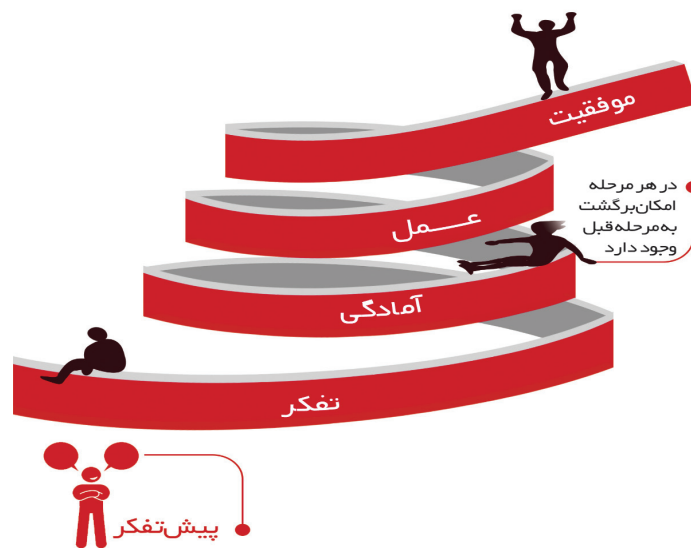 موفقیت
در هر مرحله
امکان برگشت
به مرحله قبل
وجود دارد
عمل
آمادگی
تفکر
پیش‌تفکر